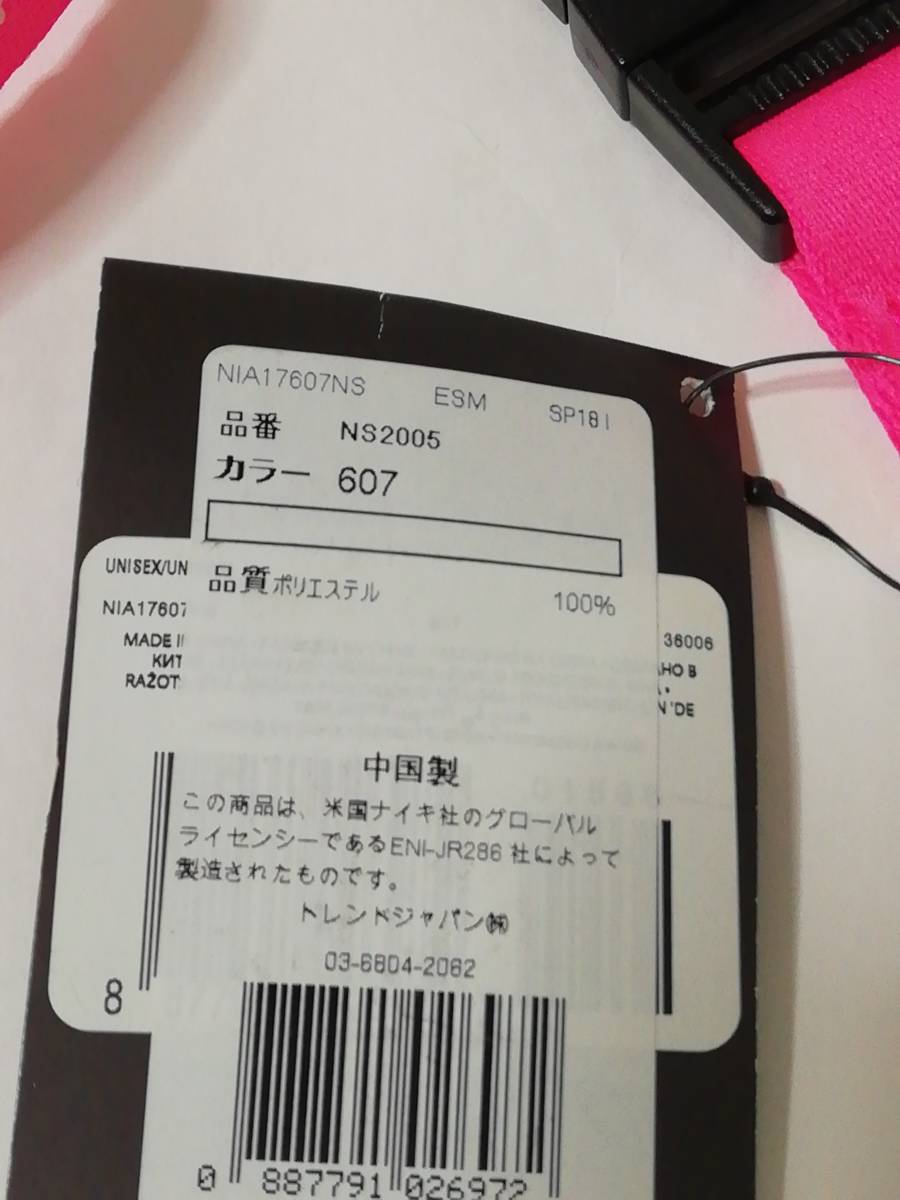 NIA17607NS ESM SP18 I
品番 NS2005
カラー 607
品質 ポリエステル 100%
UNISEX/UN
NIA17607
36006
MADE I
КИТ
АНО В
RAŽOT
N 'DE
中国製
この商品は、米国ナイキ社のグローバル
ライセンシーであるENI-JR286 社によって
製造されたものです。
トレンドジャパン㈱
03-6804-2062
8
0 887791 026972